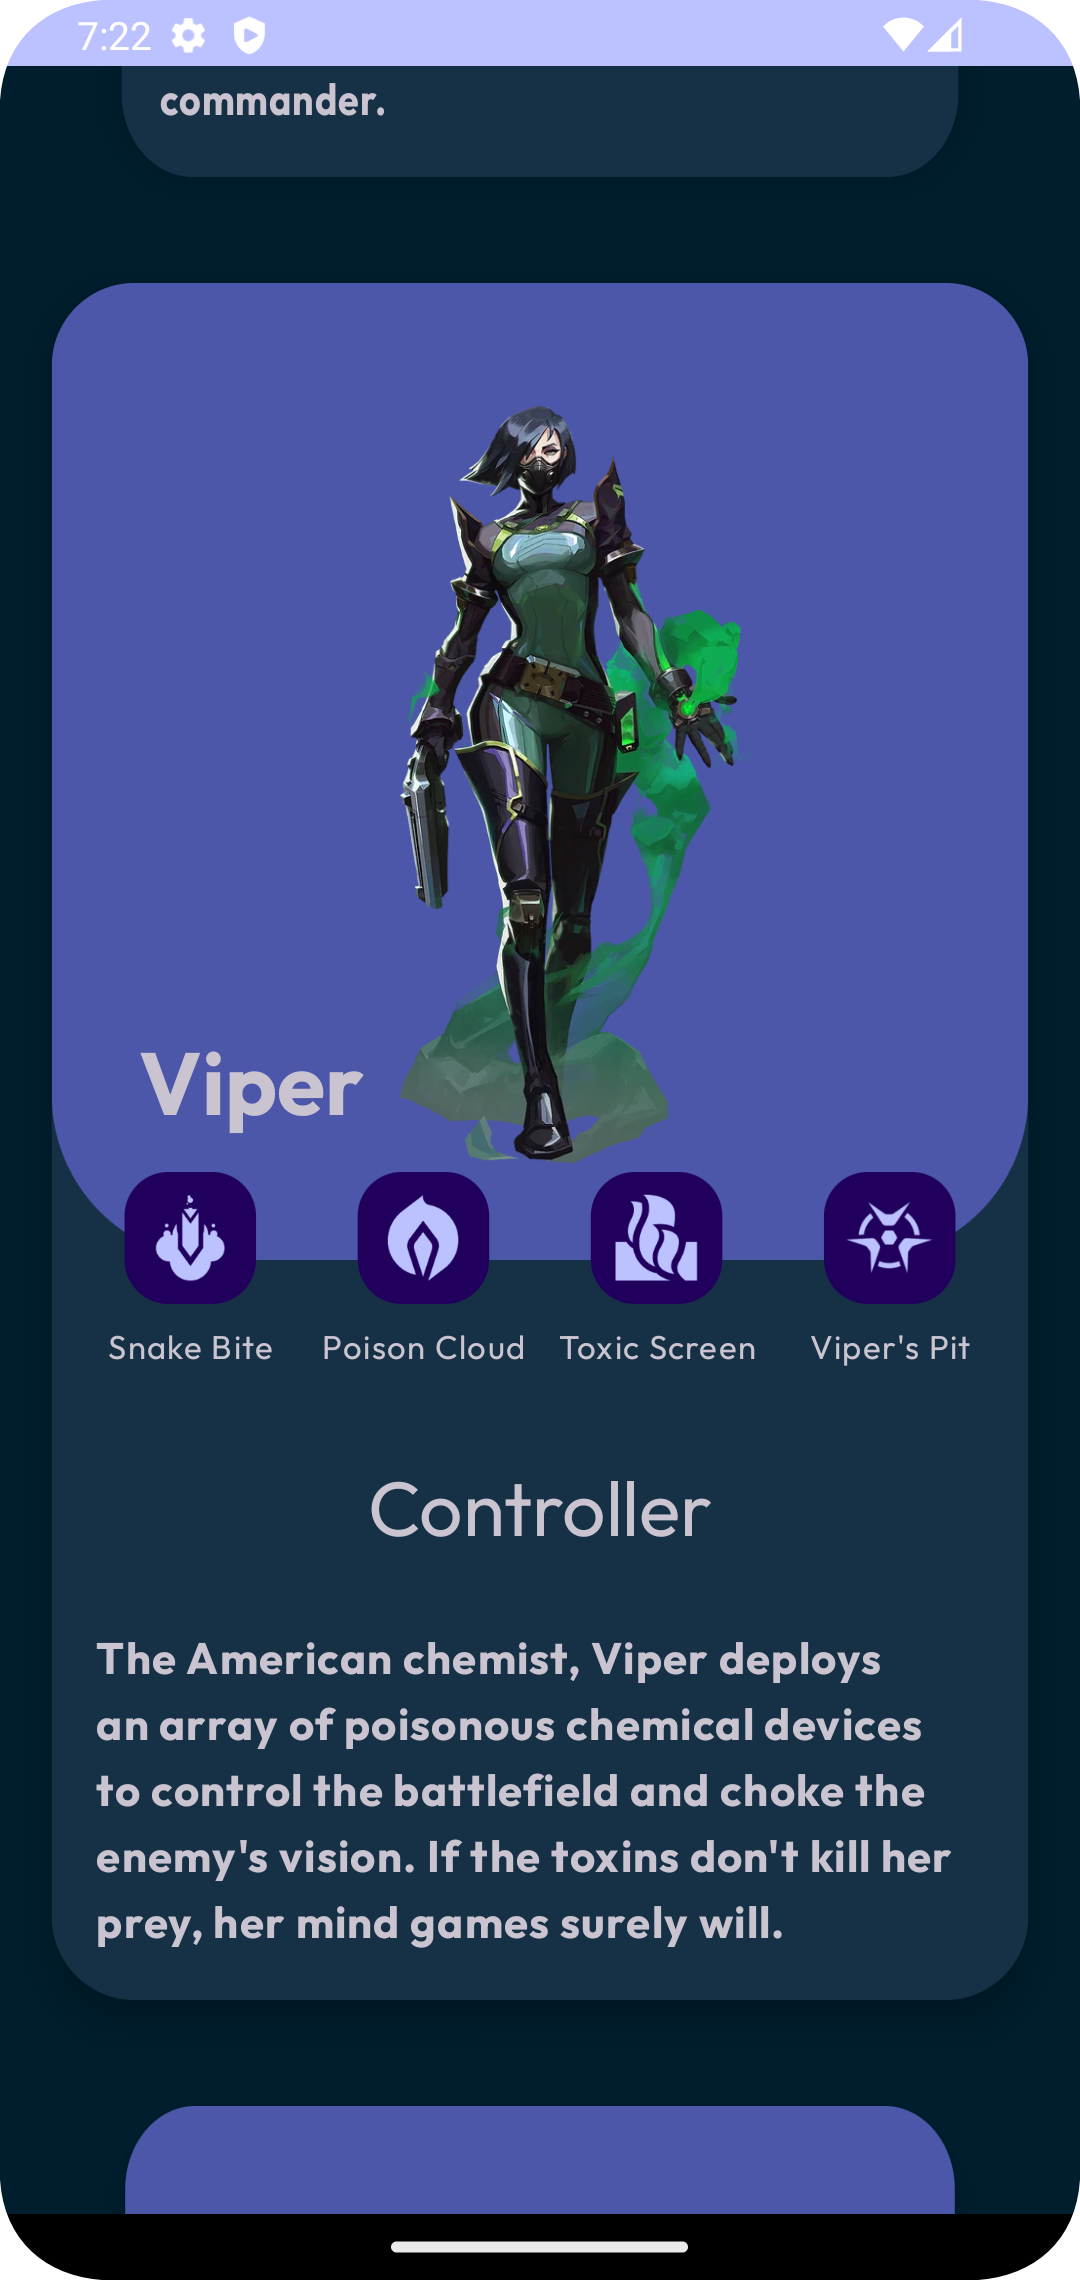 7:22
commander.
Viper
Snake Bite Poison Cloud Toxic Screen Viper's Pit
Controller
The American chemist, Viper deploys
an array of poisonous chemical devices
to control the battlefield and choke the
enemy's vision. If the toxins don't kill her
prey, her mind games surely will.